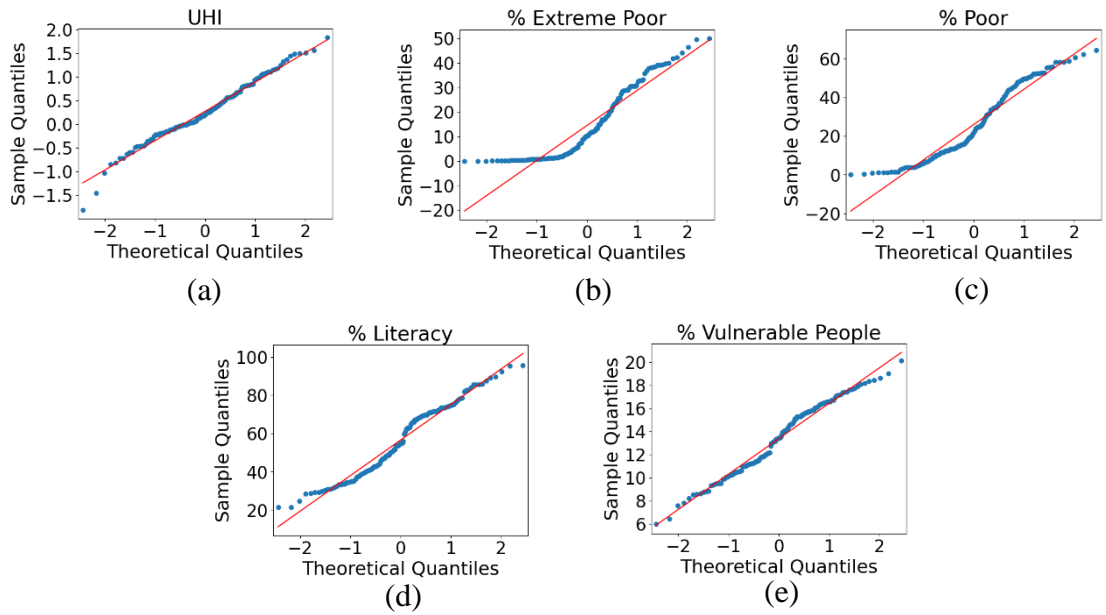 UHI
2.0
1.5
1.0
0.5
0.0
−0.5
−1.0
−1.5
Sample Quantiles
−2 −1 0 1 2
Theoretical Quantiles
(a)
% Extreme Poor
50
40
30
20
10
0
−10
−20
Sample Quantiles
−2 −1 0 1 2
Theoretical Quantiles
(b)
% Poor
60
40
20
0
−20
Sample Quantiles
−2 −1 0 1 2
Theoretical Quantiles
(c)
% Literacy
100
80
60
40
20
Sample Quantiles
−2 −1 0 1 2
Theoretical Quantiles
(d)
% Vulnerable People
20
18
16
14
12
10
8
6
Sample Quantiles
−2 −1 0 1 2
Theoretical Quantiles
(e)